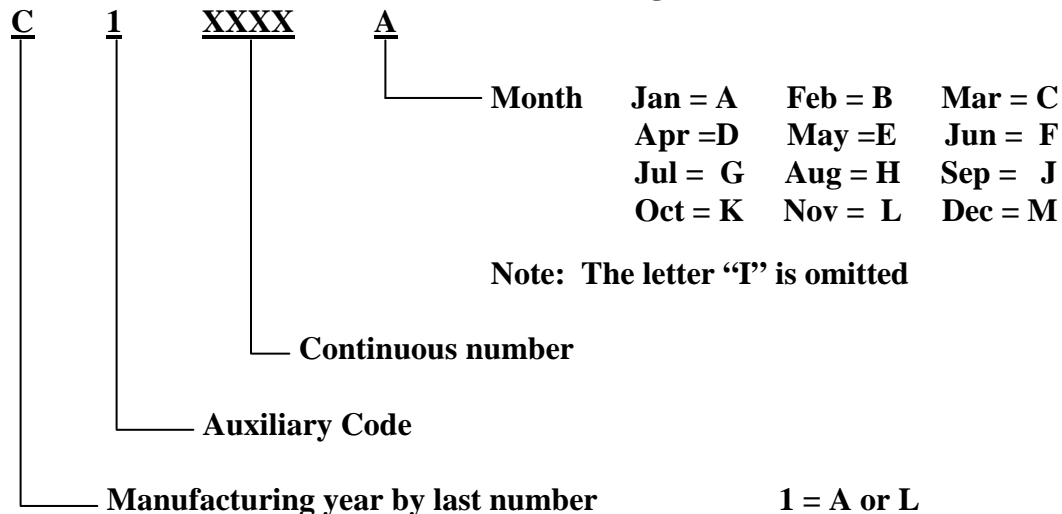 C 1 XXXX A
Month Jan = A Feb = B Mar = C
Apr =D May =E Jun = F
Jul = G Aug = H Sep = J
Oct = K Nov = L Dec = M
Note: The letter “I” is omitted
Continuous number
Auxiliary Code
Manufacturing year by last number 1 = A or L